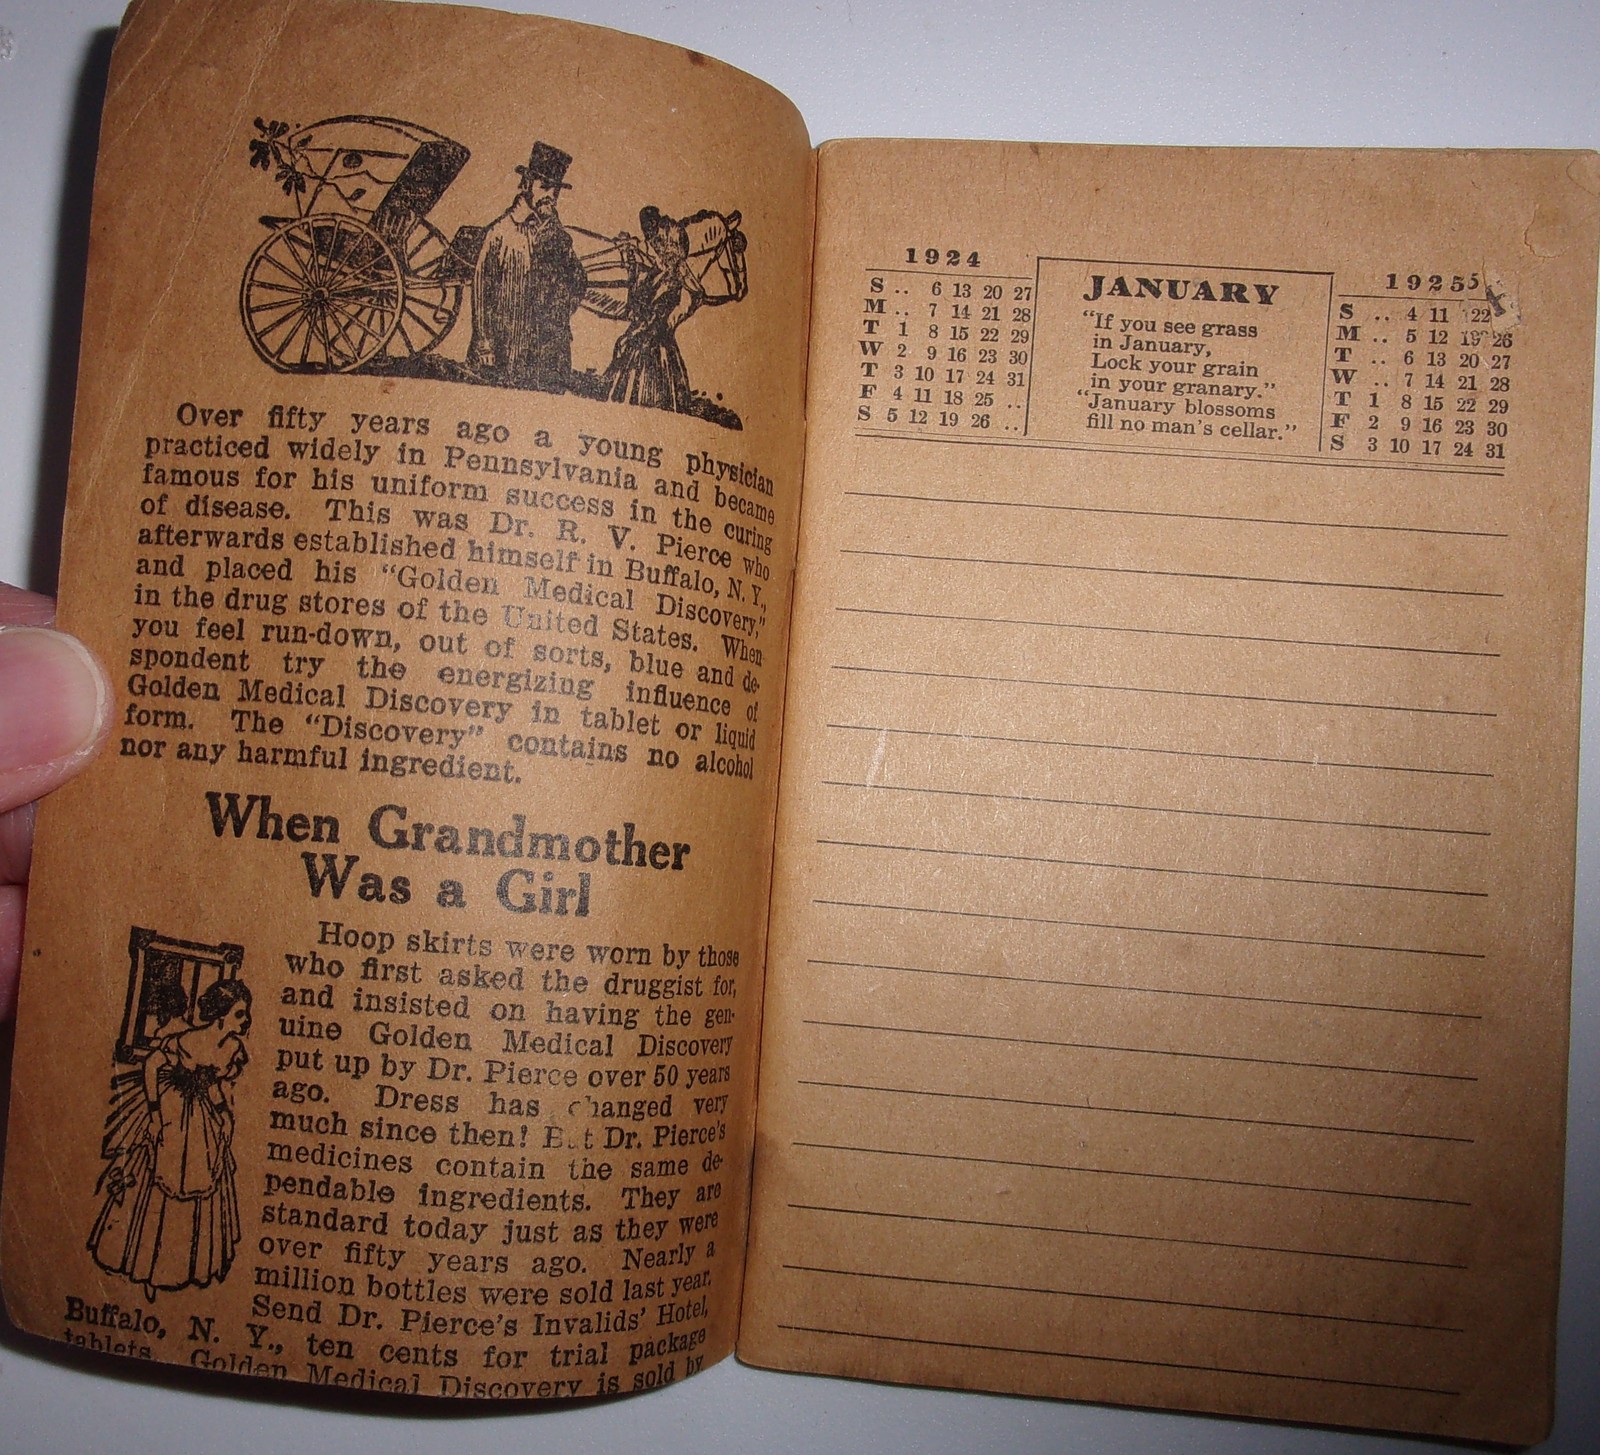 Over fifty years ago a young physician
practiced widely in Pennsylvania and became
famous for his uniform success in the curing
of disease. This was Dr. R. V. Pierce who
afterwards established himself in Buffalo, N. Y.,
and placed his "Golden Medical Discovery,"
in the drug stores of the United States. When
you feel run-down, out of sorts, blue and de-
spondent try the energizing influence of
Golden Medical Discovery in tablet or liquid
form. The "Discovery" contains no alcohol
nor any harmful ingredient.
When Grandmother
Was a Girl
Hoop skirts were worn by those
who first asked the druggist for,
and insisted on having the gen-
uine Golden Medical Discovery
put up by Dr. Pierce over 50 years
ago. Dress has changed very
much since then! But Dr. Pierce's
medicines contain the same de-
pendable ingredients. They are
standard today just as they were
over fifty years ago. Nearly a
million bottles were sold last year.
Send Dr. Pierce's Invalids' Hotel,
Buffalo, N. Y., ten cents for trial package
tablets. Golden Medical Discovery is sold by
1924
S .. 6 13 20 27
M .. 7 14 21 28
T 1 8 15 22 29
W 2 9 16 23 30
T 3 10 17 24 31
F 4 11 18 25 ..
S 5 12 19 26 ..
JANUARY
"If you see grass
in January,
Lock your grain
in your granary."
"January blossoms
fill no man's cellar."
1925
S .. 4 11 22
M .. 5 12 19 26
T .. 6 13 20 27
W .. 7 14 21 28
T 1 8 15 22 29
F 2 9 16 23 30
S 3 10 17 24 31